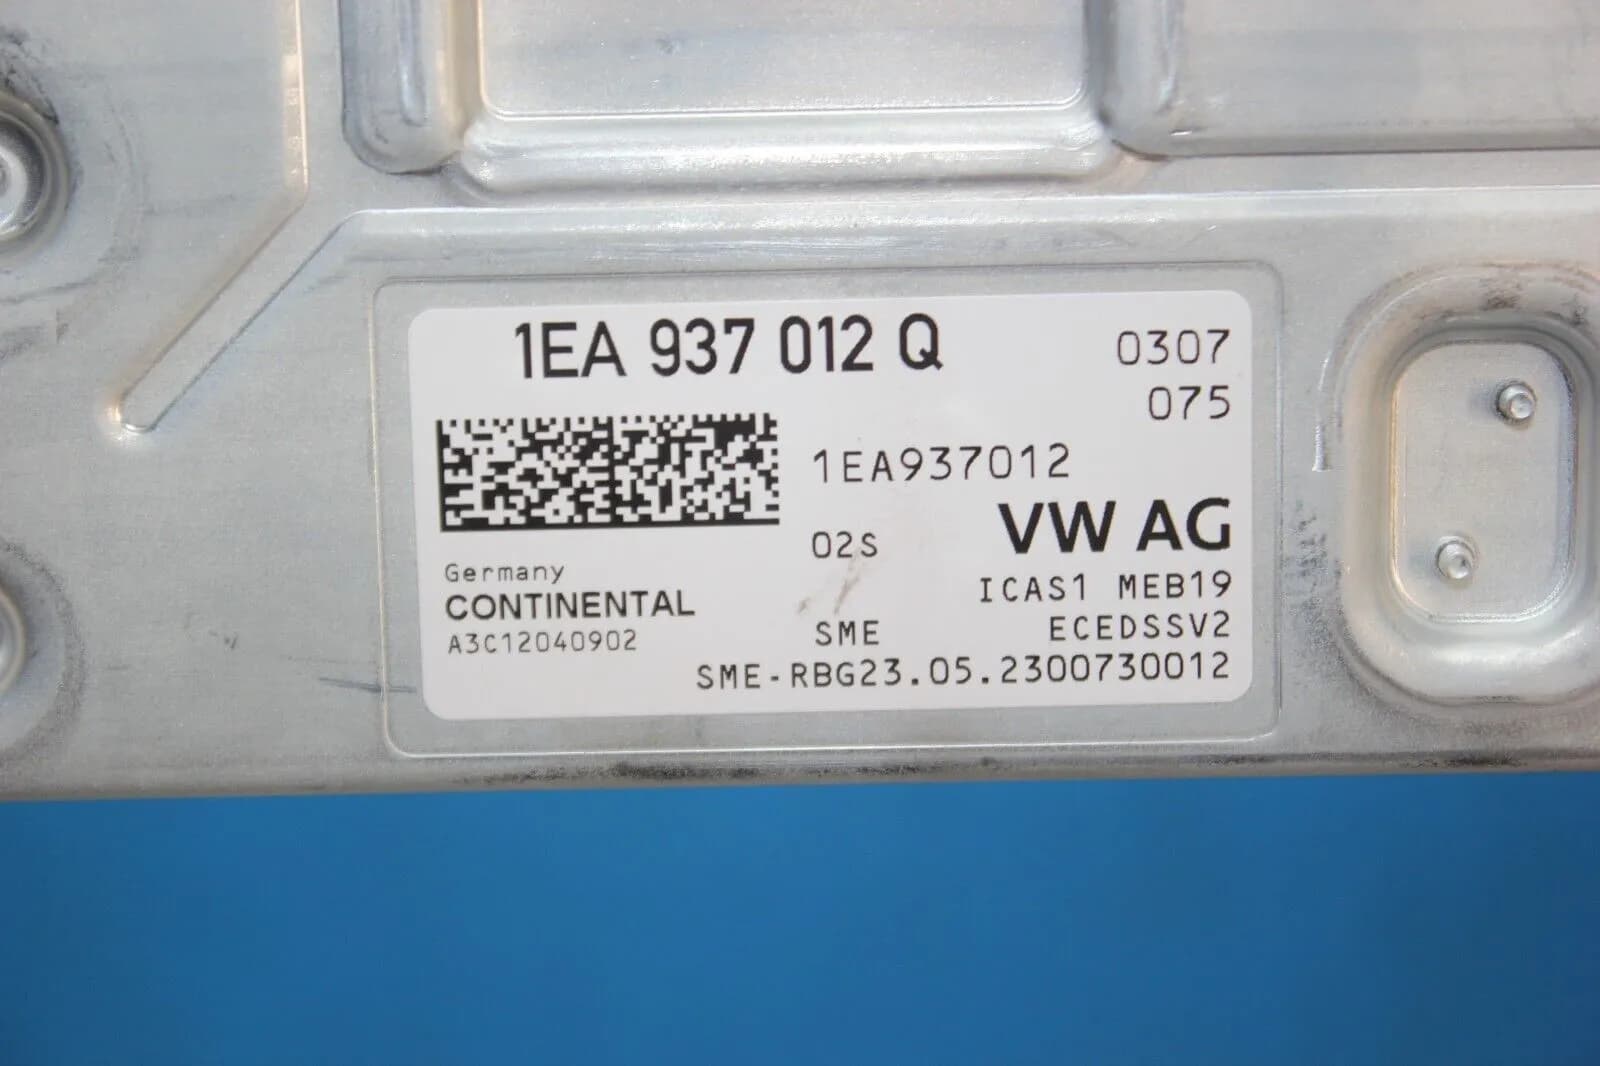 1EA 937 012 Q
0307
075
1EA937012
02S
VW AG
Germany
CONTINENTAL
A3C12040902
ICAS1 MEB19
SME
ECEDSSV2
SME-RBG23.05.2300730012